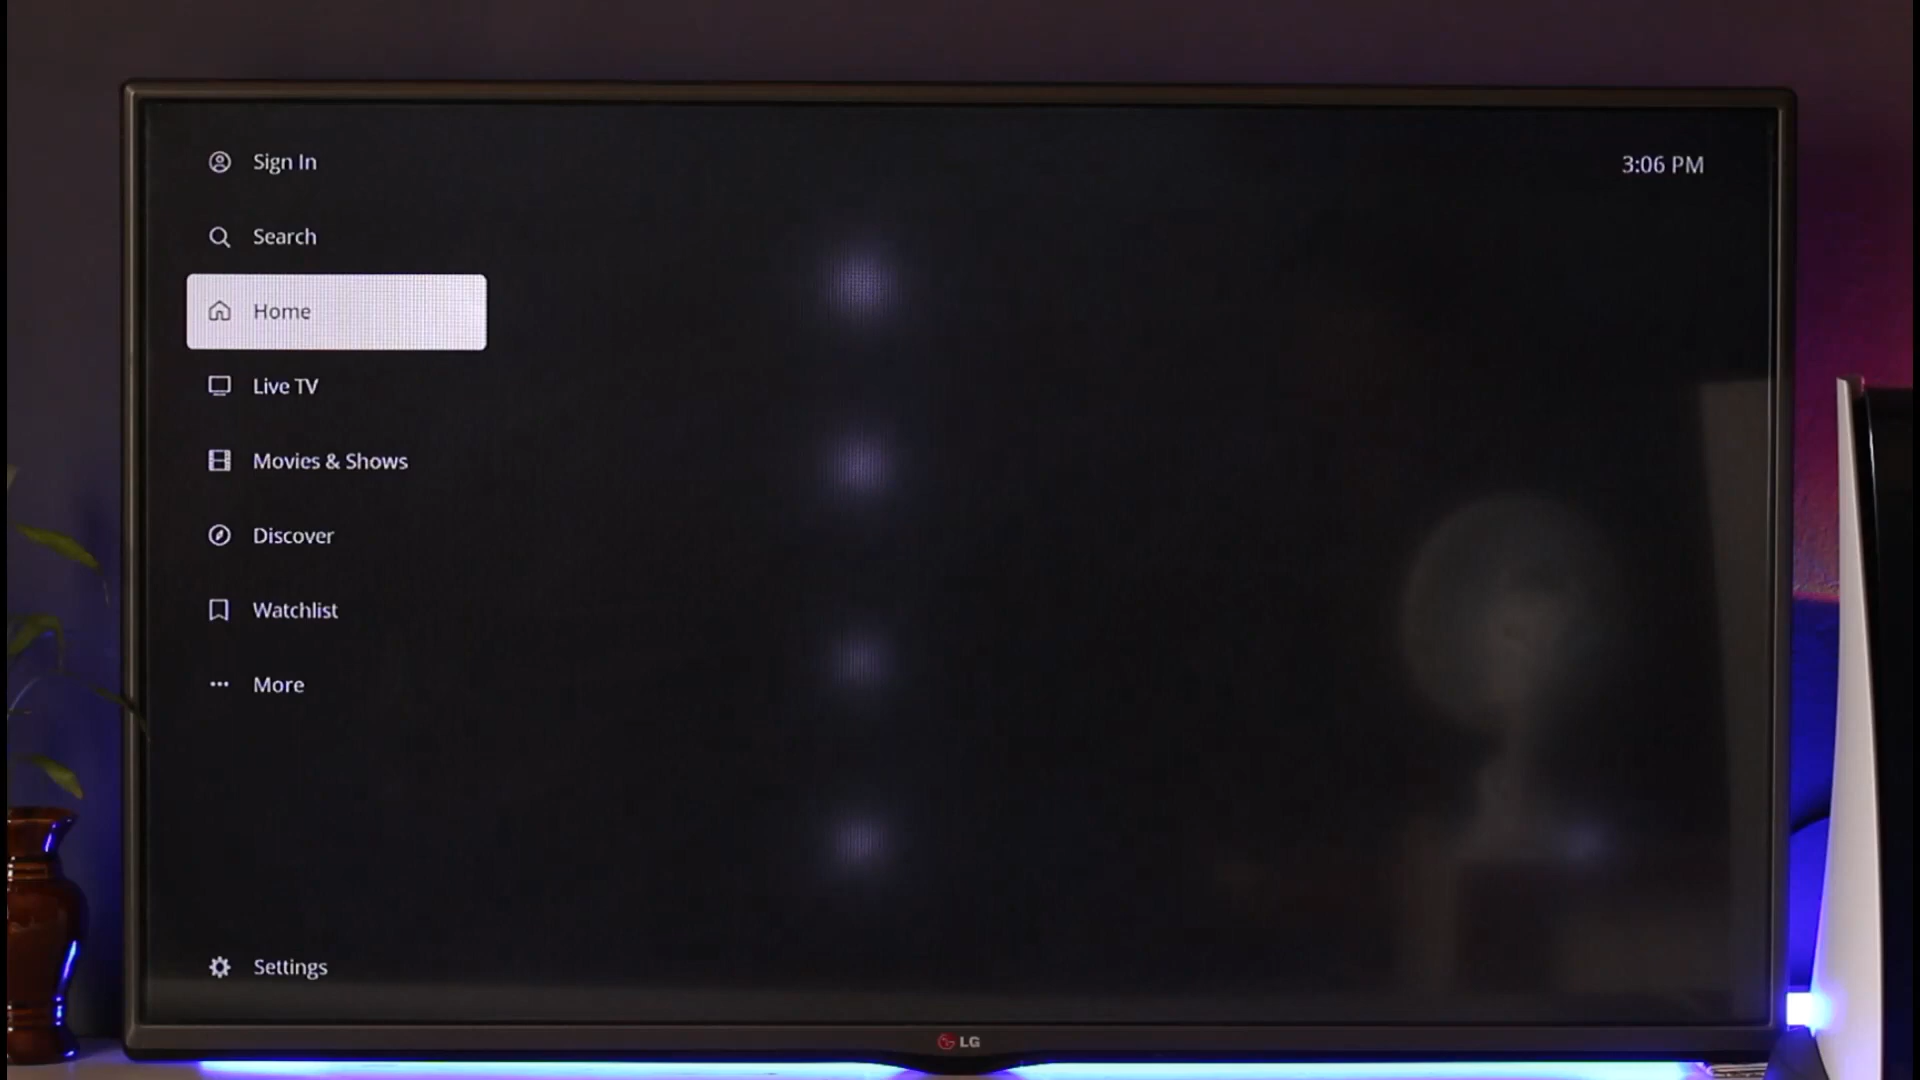 Sign In
3:06 PM
Search
Home
Live TV
Movies & Shows
Discover
Watchlist
More
Settings
LG